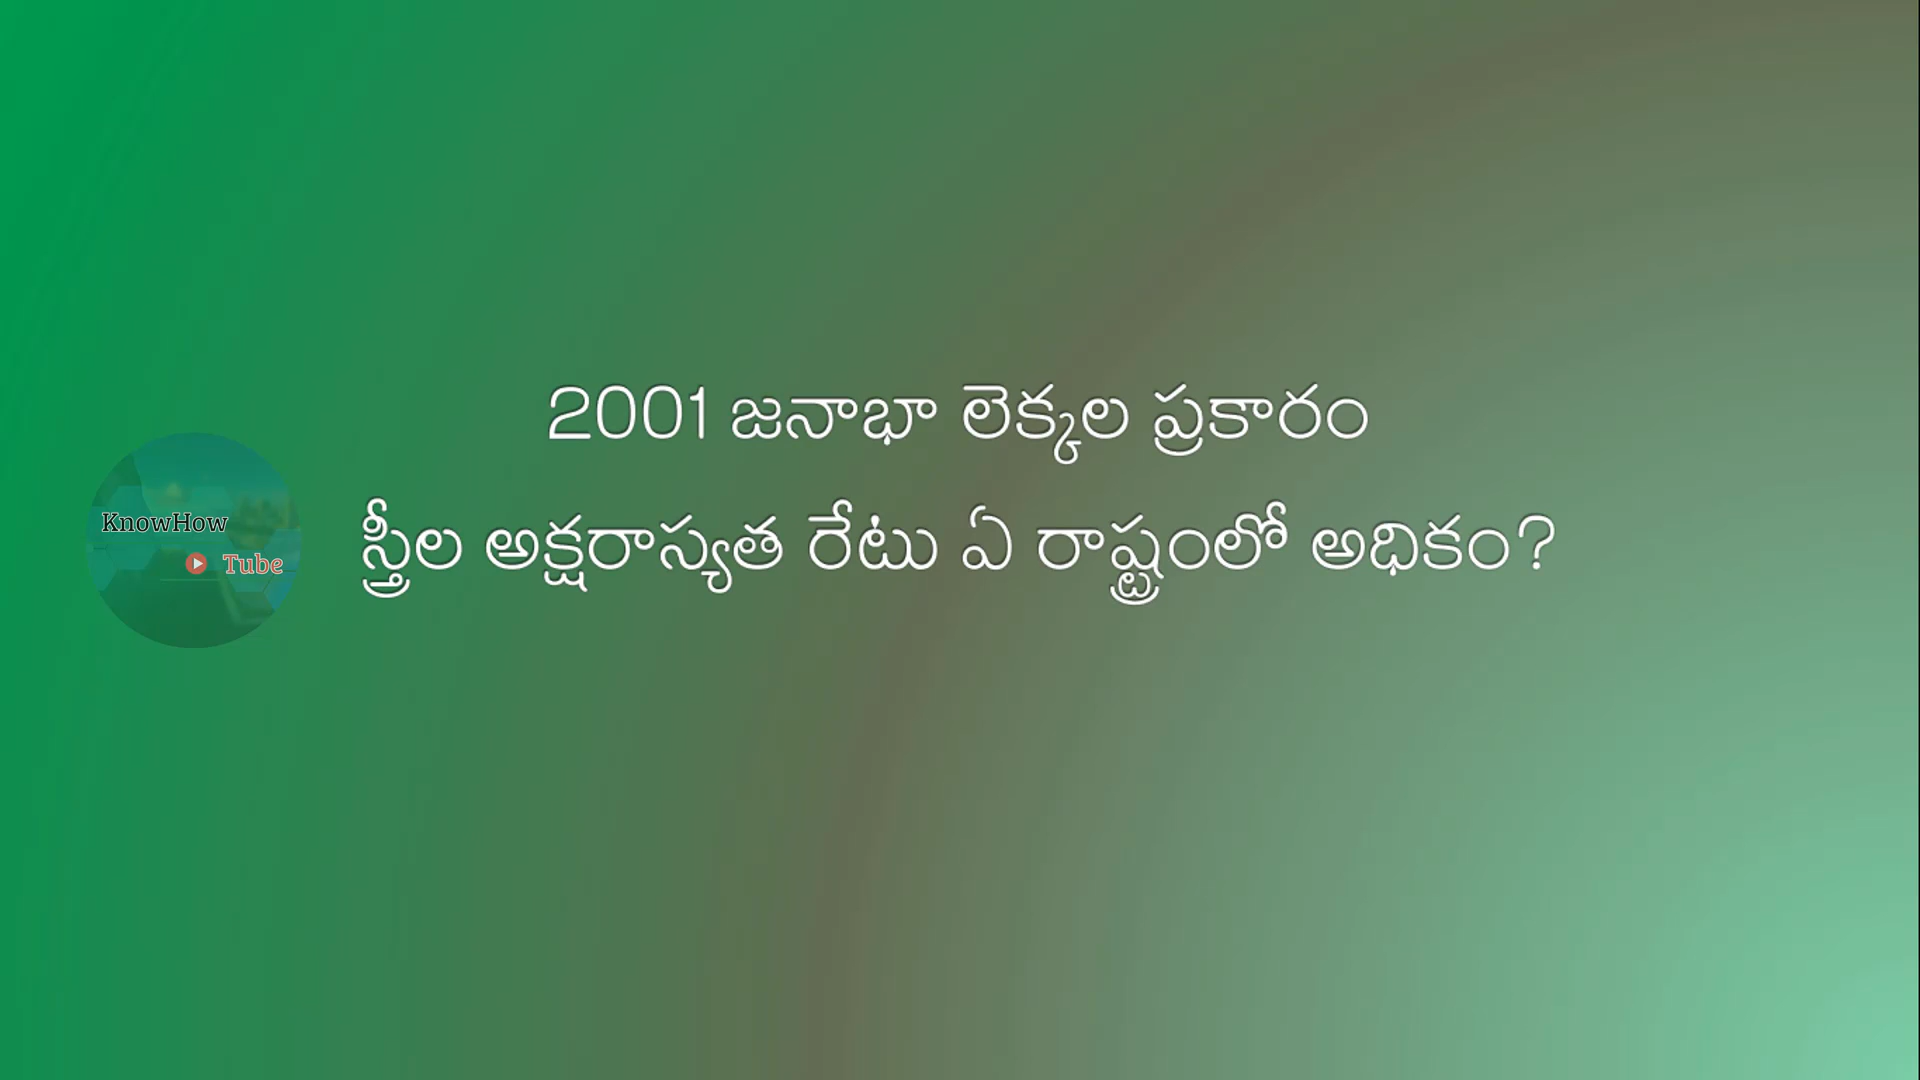 2001 జనాభా లెక్కల ప్రకారం
స్త్రీల అక్షరాస్యత రేటు ఏ రాష్ట్రంలో అధికం?
KnowHow
Tube